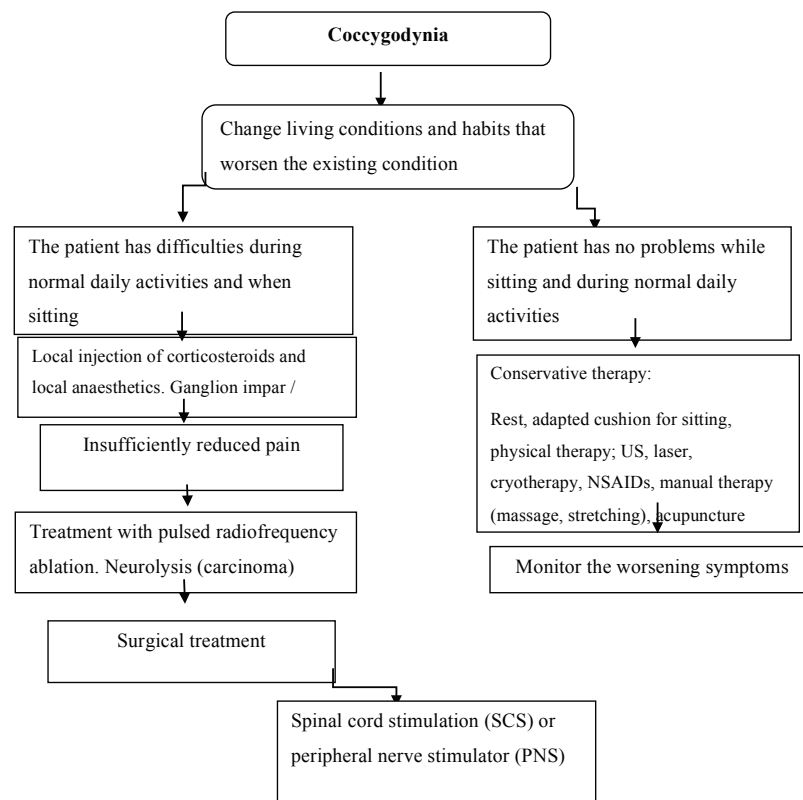 Coccygodynia
Change living conditions and habits that
worsen the existing condition
The patient has difficulties during
normal daily activities and when
sitting
Local injection of corticosteroids and
local anaesthetics. Ganglion impar /
Insufficiently reduced pain
Treatment with pulsed radiofrequency
ablation. Neurolysis (carcinoma)
Surgical treatment
Spinal cord stimulation (SCS) or
peripheral nerve stimulator (PNS)
The patient has no problems while
sitting and during normal daily
activities
Conservative therapy:
Rest, adapted cushion for sitting,
physical therapy; US, laser,
cryotherapy, NSAIDs, manual therapy
(massage, stretching), acupuncture
Monitor the worsening symptoms